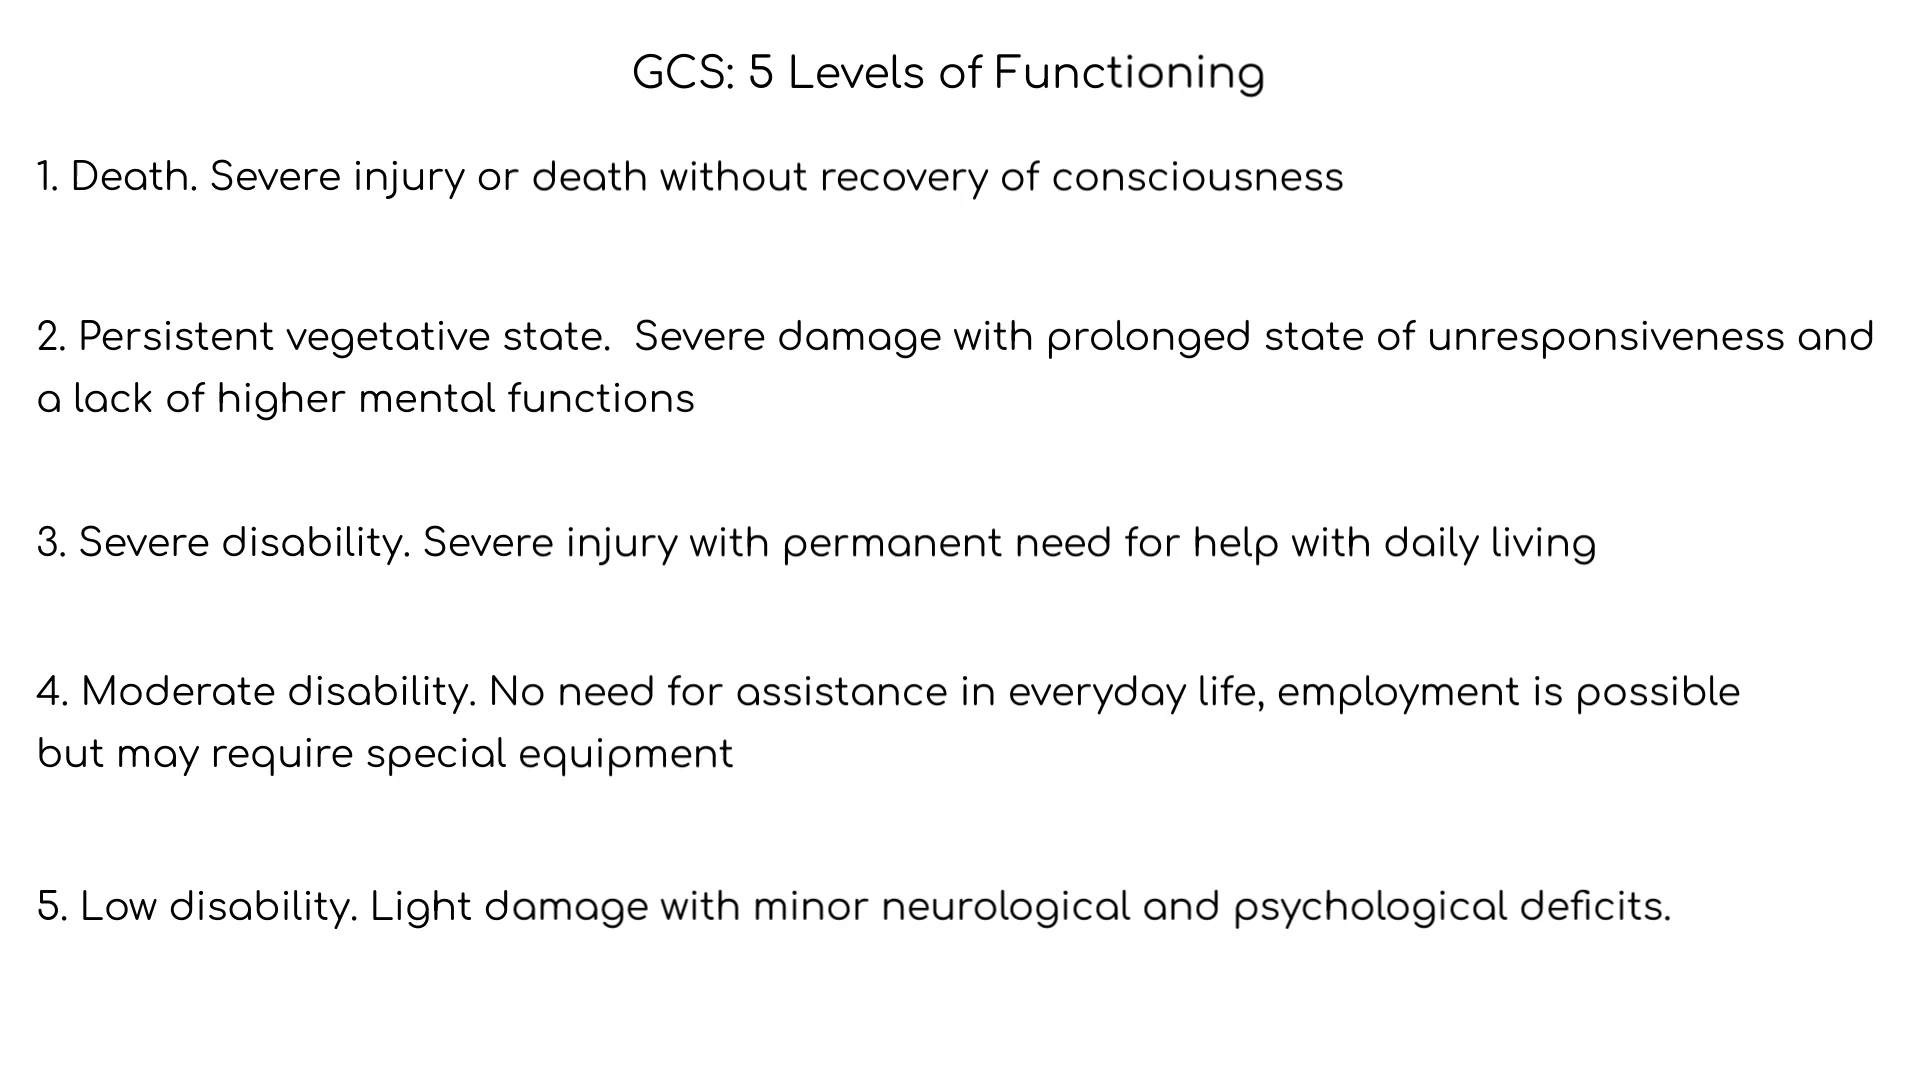 GCS: 5 Levels of Functioning
1. Death. Severe injury or death without recovery of consciousness
2. Persistent vegetative state.  Severe damage with prolonged state of unresponsiveness and
a lack of higher mental functions
3. Severe disability. Severe injury with permanent need for help with daily living
4. Moderate disability. No need for assistance in everyday life, employment is possible
but may require special equipment
5. Low disability. Light damage with minor neurological and psychological deficits.